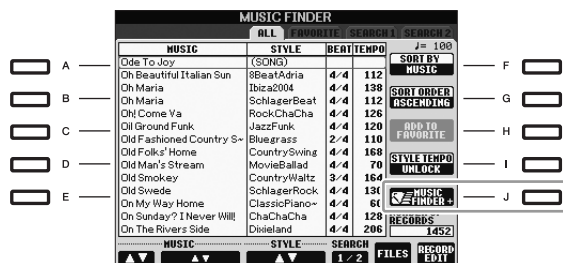 MUSIC FINDER
ALL FAVORITE SEARCH 1 SEARCH 2
MUSIC STYLE BEAT TEMPO ♩= 100
Ode To Joy (SONG)
Oh Beautiful Italian Sun 8BeatAdria 4/4 112
Oh Maria Ibiza2004 4/4 138
Oh Maria SchlagerBeat 4/4 112
Oh! Come Va RockChaCha 4/4 126
Oil Ground Funk JazzFunk 4/4 120
Old Fashioned Country S~ Bluegrass 2/4 110
Old Folks' Home CountrySwing 4/4 168
Old Man's Stream MovieBallad 4/4 70
Old Smokey CountryWaltz 3/4 164
Old Swede SchlagerRock 4/4
On My Way Home ClassicPiano~ 4/4
On Sunday? I Never Will! ChaChaCha 4/4 128
On The Rivers Side Dixieland 4/4 206
SORT BY
MUSIC
SORT ORDER
ASCENDING
ADD TO
FAVORITE
STYLE TEMPO
UNLOCK
MUSIC
FINDER +
RECORDS
1452
MUSIC STYLE SEARCH
▲▼ ▲▼ ▲▼ 1/2 FILES RECORD
EDIT
A
B
C
D
E
F
G
H
I
J